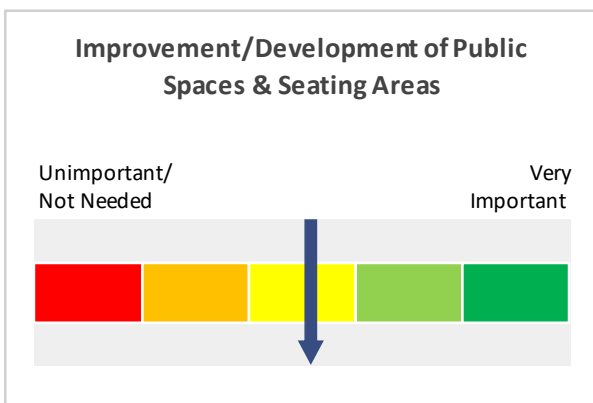 Improvement/Development of Public
Spaces & Seating Areas
Unimportant/
Not Needed
Very
Important